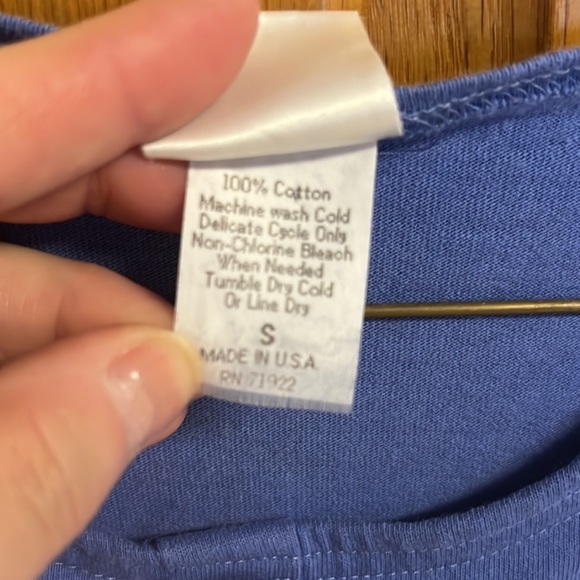 100% Cotton
Machine wash Cold
Delicate Cycle Only
Non-Chlorine Bleach
When Needed
Tumble Dry Cold
Or Line Dry
S
MADE IN U.S.A.
RN 71922